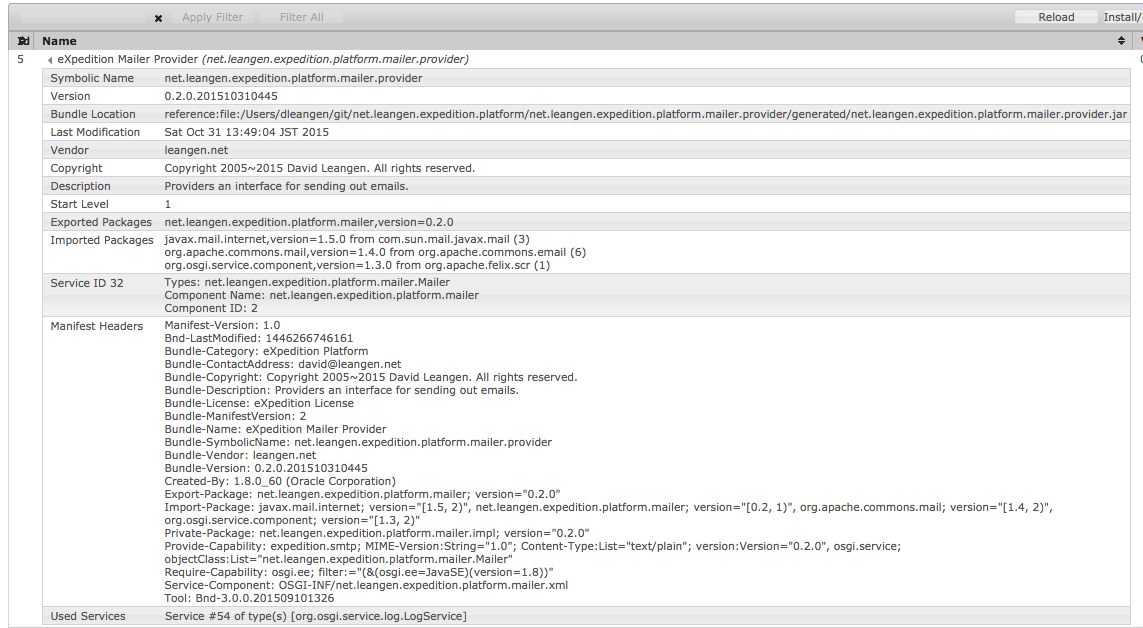 Apply Filter
Filter All
Reload
Install/
Id
Name
5
eXpedition Mailer Provider (net.leangen.expedition.platform.mailer.provider)
Symbolic Name net.leangen.expedition.platform.mailer.provider
Version 0.2.0.201510310445
Bundle Location reference:file:/Users/dleangen/git/net.leangen.expedition.platform/net.leangen.expedition.platform.mailer.provider/generated/net.leangen.expedition.platform.mailer.provider.jar
Last Modification Sat Oct 31 13:49:04 JST 2015
Vendor leangen.net
Copyright Copyright 2005~2015 David Leangen. All rights reserved.
Description Providers an interface for sending out emails.
Start Level 1
Exported Packages net.leangen.expedition.platform.mailer,version=0.2.0
Imported Packages javax.mail.internet,version=1.5.0 from com.sun.mail.javax.mail (3)
org.apache.commons.mail,version=1.4.0 from org.apache.commons.email (6)
org.osgi.service.component,version=1.3.0 from org.apache.felix.scr (1)
Service ID 32 Types: net.leangen.expedition.platform.mailer.Mailer
Component Name: net.leangen.expedition.platform.mailer
Component ID: 2
Manifest Headers Manifest-Version: 1.0
Bnd-LastModified: 1446266746161
Bundle-Category: eXpedition Platform
Bundle-ContactAddress: david@leangen.net
Bundle-Copyright: Copyright 2005~2015 David Leangen. All rights reserved.
Bundle-Description: Providers an interface for sending out emails.
Bundle-License: eXpedition License
Bundle-ManifestVersion: 2
Bundle-Name: eXpedition Mailer Provider
Bundle-SymbolicName: net.leangen.expedition.platform.mailer.provider
Bundle-Vendor: leangen.net
Bundle-Version: 0.2.0.201510310445
Created-By: 1.8.0_60 (Oracle Corporation)
Export-Package: net.leangen.expedition.platform.mailer; version="0.2.0"
Import-Package: javax.mail.internet; version="[1.5, 2)", net.leangen.expedition.platform.mailer; version="[0.2, 1)", org.apache.commons.mail; version="[1.4, 2)",
org.osgi.service.component; version="[1.3, 2)"
Private-Package: net.leangen.expedition.platform.mailer.impl; version="0.2.0"
Provide-Capability: expedition.smtp; MIME-Version:String="1.0"; Content-Type:List="text/plain"; version:Version="0.2.0", osgi.service;
objectClass:List="net.leangen.expedition.platform.mailer.Mailer"
Require-Capability: osgi.ee; filter:="(&(osgi.ee=JavaSE)(version=1.8))"
Service-Component: OSGI-INF/net.leangen.expedition.platform.mailer.xml
Tool: Bnd-3.0.0.201509101326
Used Services Service #54 of type(s) [org.osgi.service.log.LogService]